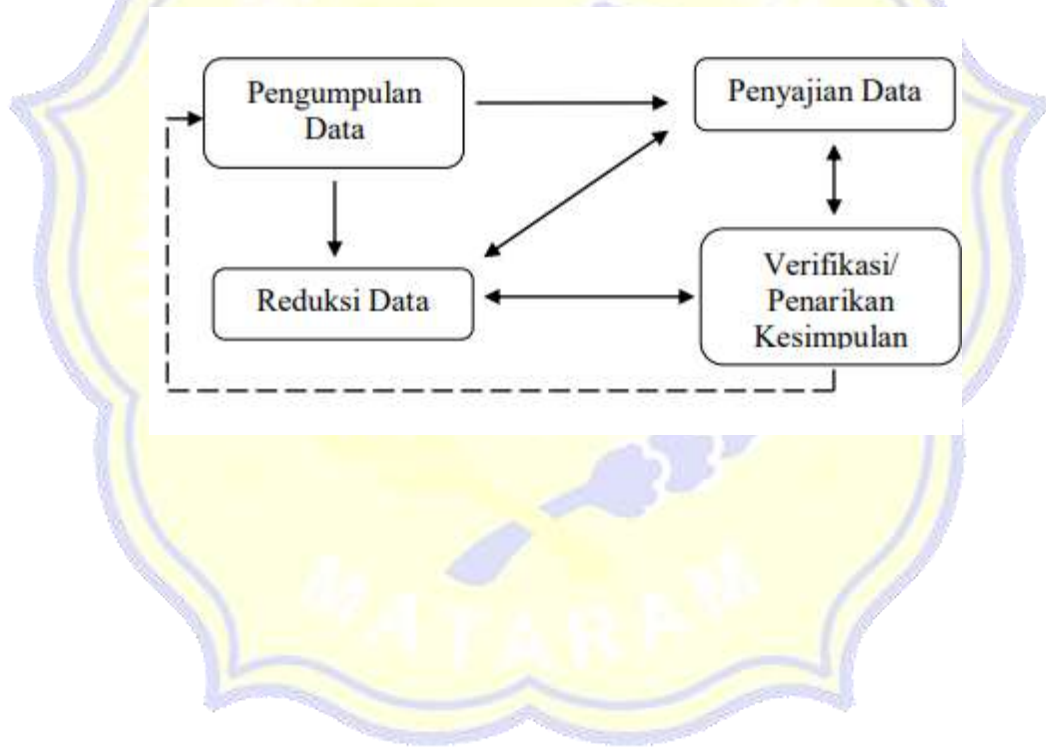 Pengumpulan
Data
Penyajian Data
Reduksi Data
Verifikasi/
Penarikan
Kesimpulan
MATARAM